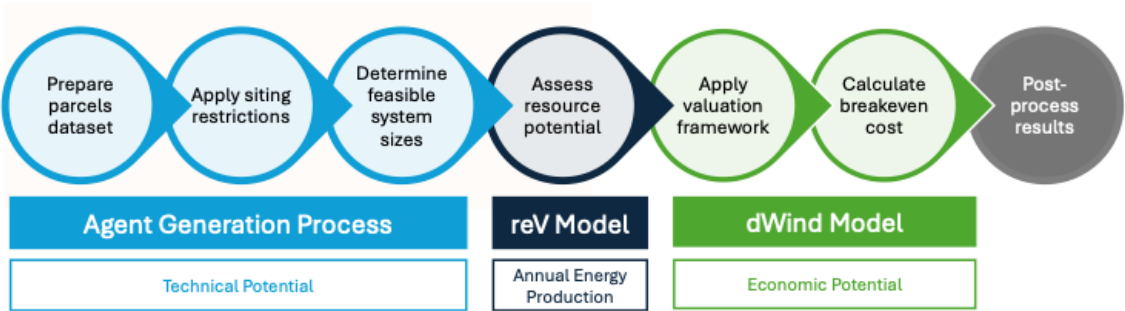 Prepare
parcels
dataset
Apply siting
restrictions
Determine
feasible
system
sizes
Assess
resource
potential
Apply
valuation
framework
Calculate
breakeven
cost
Post-
process
results
Agent Generation Process
reV Model
dWind Model
Technical Potential
Annual Energy
Production
Economic Potential